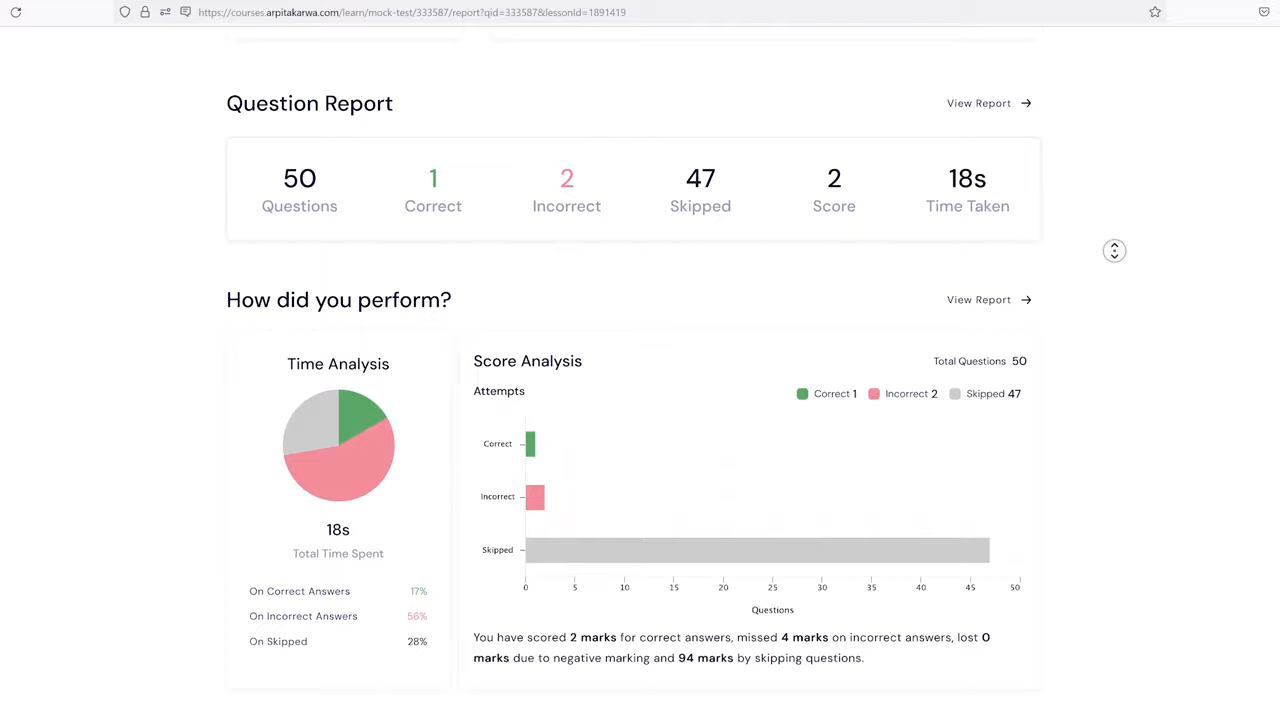 https://courses.arpitakarwa.com/learn/mock-test/333587/report?qid=333587&lessonId=1891419
Question Report
View Report
50
1
2
47
2
18s
Questions
Correct
Incorrect
Skipped
Score
Time Taken
How did you perform?
View Report
Time Analysis
18s
Total Time Spent
On Correct Answers 17%
On Incorrect Answers 56%
On Skipped 28%
Score Analysis
Total Questions 50
Attempts
Correct 1 Incorrect 2 Skipped 47
Correct
Incorrect
Skipped
0 5 10 15 20 25 30 35 40 45 50
Questions
You have scored 2 marks for correct answers, missed 4 marks on incorrect answers, lost 0
marks due to negative marking and 94 marks by skipping questions.